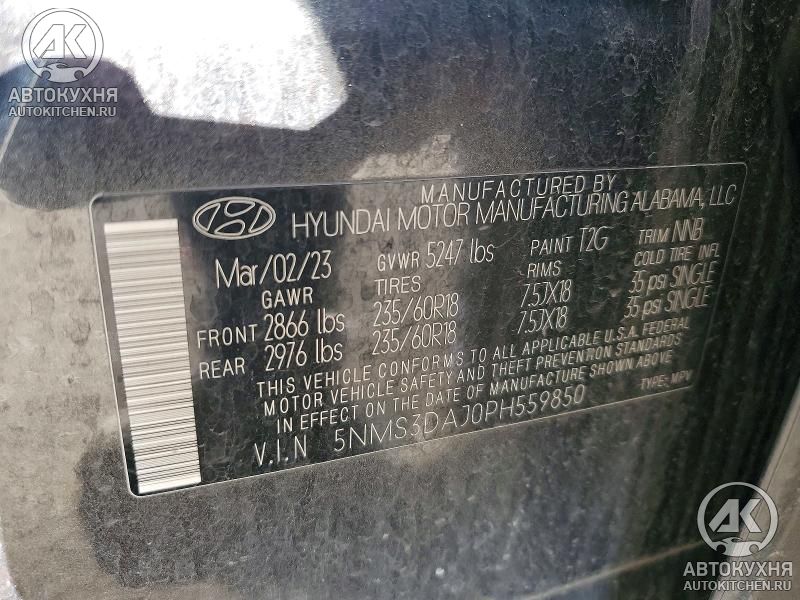 АК
АВТОКУХНЯ
AUTOKITCHEN.RU
MANUFACTURED BY
HYUNDAI MOTOR MANUFACTURING ALABAMA, LLC
Mar/02/23 GVWR 5247 lbs PAINT T2G TRIM NNB
GAWR TIRES RIMS COLD TIRE INFL
FRONT 2866 lbs 235/60R18 7.5JX18 35 psi SINGLE
REAR 2976 lbs 235/60R18 7.5JX18 35 psi SINGLE
THIS VEHICLE CONFORMS TO ALL APPLICABLE U.S.A. FEDERAL
MOTOR VEHICLE SAFETY AND THEFT PREVENTION STANDARDS
IN EFFECT ON THE DATE OF MANUFACTURE SHOWN ABOVE
V.I.N 5NMS3DAJ0PH559850 TYPE: MPV
АК
АВТОКУХНЯ
AUTOKITCHEN.RU